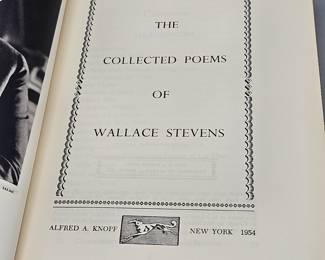 THE
COLLECTED POEMS
OF
WALLACE STEVENS
ALFRED A. KNOPF NEW YORK 1954